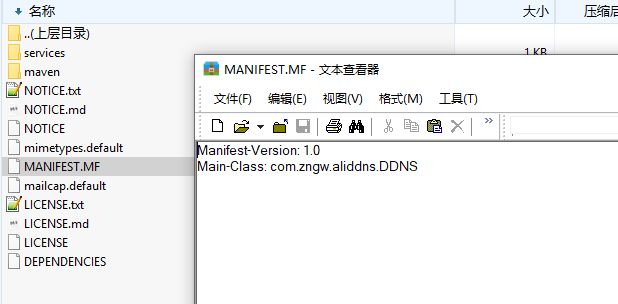 名称
大小
压缩后
..(上层目录)
services
1 KB
maven
NOTICE.txt
NOTICE.md
NOTICE
mimetypes.default
MANIFEST.MF
mailcap.default
LICENSE.txt
LICENSE.md
LICENSE
DEPENDENCIES
MANIFEST.MF - 文本查看器
文件(F)
编辑(E)
视图(V)
格式(M)
工具(T)
Manifest-Version: 1.0
Main-Class: com.zngw.aliddns.DDNS